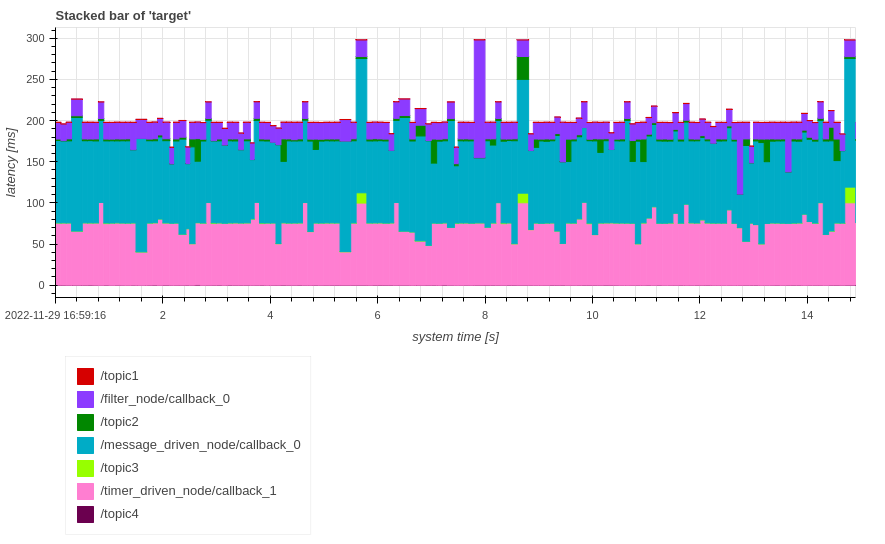 Stacked bar of 'target'
300
250
200
150
100
50
0
latency [ms]
2022-11-29 16:59:16 2 4 6 8 10 12 14
system time [s]
/topic1
/filter_node/callback_0
/topic2
/message_driven_node/callback_0
/topic3
/timer_driven_node/callback_1
/topic4